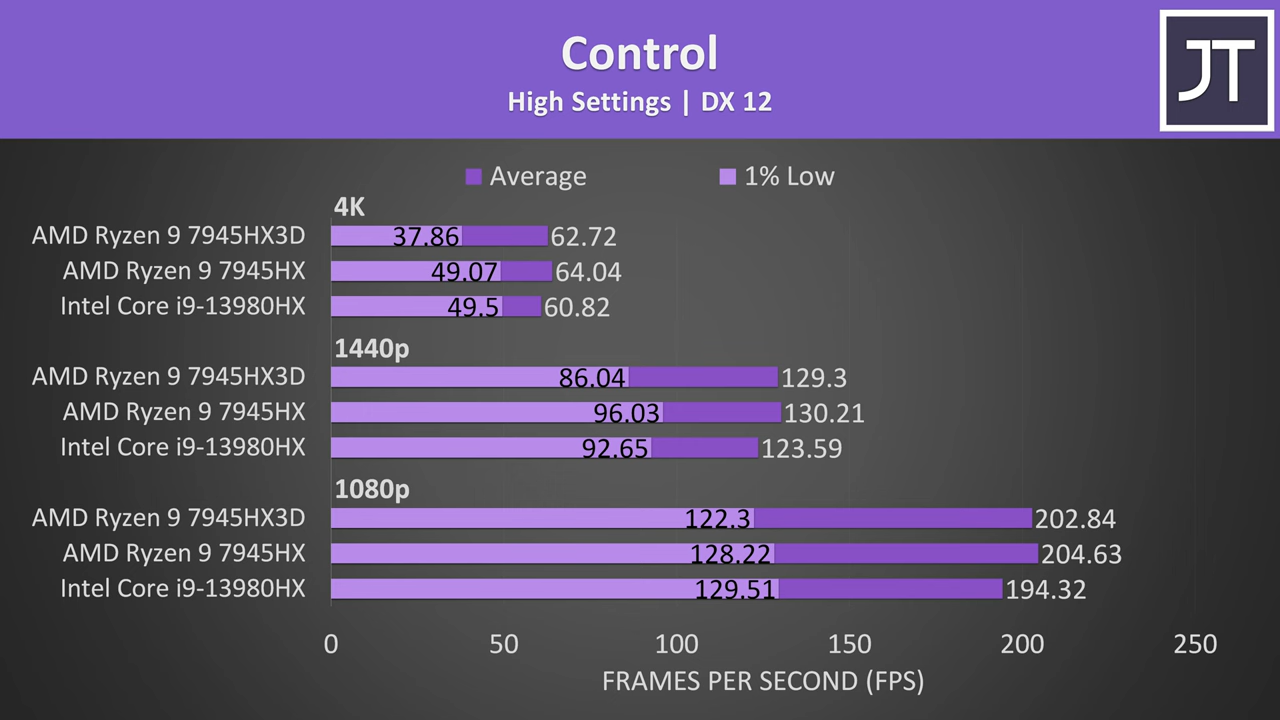 Control
High Settings | DX 12
JT
Average
1% Low
4K
AMD Ryzen 9 7945HX3D 37.86 62.72
AMD Ryzen 9 7945HX 49.07 64.04
Intel Core i9-13980HX 49.5 60.82
1440p
AMD Ryzen 9 7945HX3D 86.04 129.3
AMD Ryzen 9 7945HX 96.03 130.21
Intel Core i9-13980HX 92.65 123.59
1080p
AMD Ryzen 9 7945HX3D 122.3 202.84
AMD Ryzen 9 7945HX 128.22 204.63
Intel Core i9-13980HX 129.51 194.32
0 50 100 150 200 250
FRAMES PER SECOND (FPS)